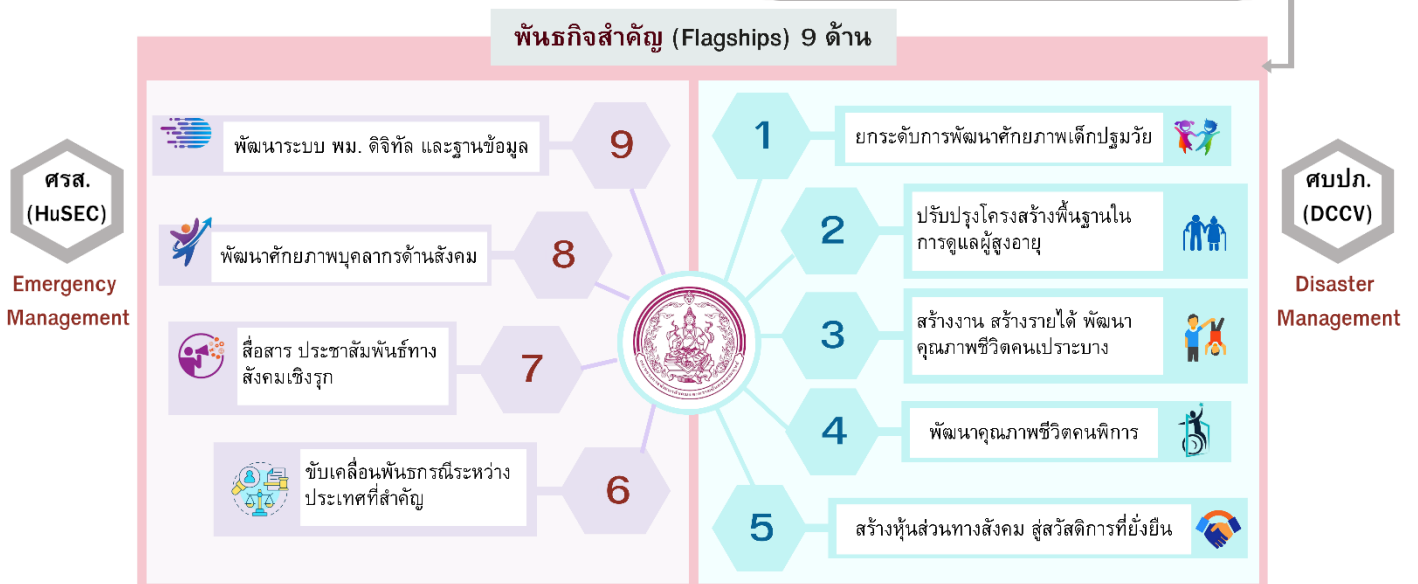 พันธกิจสำคัญ (Flagships) 9 ด้าน
ศรส.
(HuSEC)
Emergency
Management
9
พัฒนาระบบ พม. ดิจิทัล และฐานข้อมูล
8
พัฒนาศักยภาพบุคลากรด้านสังคม
7
สื่อสาร ประชาสัมพันธ์ทาง
สังคมเชิงรุก
6
ขับเคลื่อนพันธกรณีระหว่าง
ประเทศที่สำคัญ
1
ยกระดับการพัฒนาศักยภาพเด็กปฐมวัย
2
ปรับปรุงโครงสร้างพื้นฐานใน
การดูแลผู้สูงอายุ
3
สร้างงาน สร้างรายได้ พัฒนา
คุณภาพชีวิตคนเปราะบาง
4
พัฒนาคุณภาพชีวิตคนพิการ
5
สร้างหุ้นส่วนทางสังคม สู่สวัสดิการที่ยั่งยืน
ศบปภ.
(DCCV)
Disaster
Management